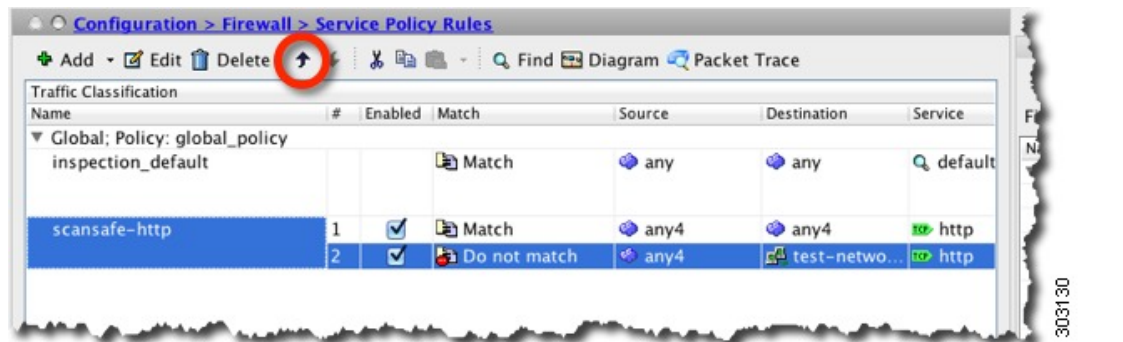 Configuration > Firewall > Service Policy Rules
Add Edit Delete Find Diagram Packet Trace
Traffic Classification
Name # Enabled Match Source Destination Service
Global; Policy: global_policy
inspection_default Match any any default
scansafe-http 1 Match any4 any4 http
2 Do not match any4 test-netwo... http
303130